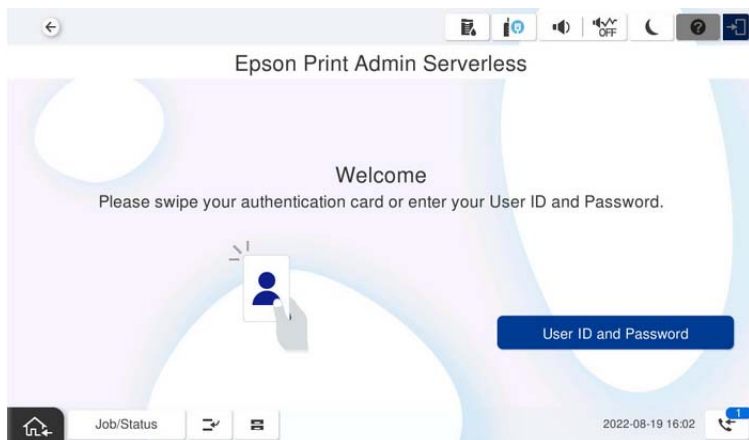 OFF
?
Epson Print Admin Serverless
Welcome
Please swipe your authentication card or enter your User ID and Password.
User ID and Password
Job/Status
2022-08-19 16:02
1